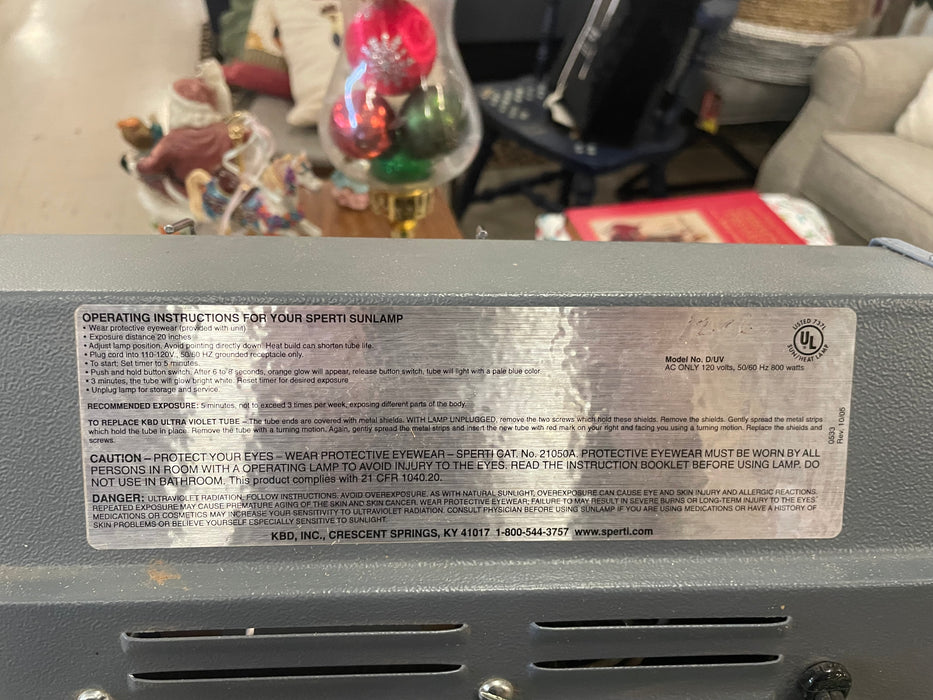 OPERATING INSTRUCTIONS FOR YOUR SPERTI SUNLAMP
• Wear protective eyewear (provided with unit)
• Exposure distance 20 inches
• Adjust lamp position, Avoid pointing directly down. Heat build can shorten tube life.
• Plug cord into 110-120V., 50/60 HZ grounded receptacle only.
• To start; Set timer to 5 minutes.
• Push and hold button switch. After 6 to 8 seconds, orange glow will appear, release button switch, tube will light with a pale blue color.
• 3 minutes, the tube will glow bright white. Reset timer for desired exposure.
• Unplug lamp for storage and service.
LISTED 7371
UL
SUN/HEAT LAMP
Model No. D/UV
AC ONLY 120 volts, 50/60 Hz 800 watts
RECOMMENDED EXPOSURE: 5 minutes, not to exceed 3 times per week, exposing different parts of the body.
TO REPLACE KBD ULTRA VIOLET TUBE – The tube ends are covered with metal shields. WITH LAMP UNPLUGGED, remove the two screws which hold these shields. Remove the shields. Gently spread the metal strips
which hold the tube in place. Remove the tube with a turning motion. Again, gently spread the metal strips and insert the new tube with red mark on your right and facing you using a turning motion. Replace the shields and
screws.
0533
Rev. 10/08
CAUTION – PROTECT YOUR EYES – WEAR PROTECTIVE EYEWEAR – SPERTI CAT. No. 21050A. PROTECTIVE EYEWEAR MUST BE WORN BY ALL
PERSONS IN ROOM WITH A OPERATING LAMP TO AVOID INJURY TO THE EYES. READ THE INSTRUCTION BOOKLET BEFORE USING LAMP. DO
NOT USE IN BATHROOM. This product complies with 21 CFR 1040.20.
DANGER: ULTRAVIOLET RADIATION, FOLLOW INSTRUCTIONS. AVOID OVEREXPOSURE, AS WITH NATURAL SUNLIGHT, OVEREXPOSURE CAN CAUSE EYE AND SKIN INJURY AND ALLERGIC REACTIONS.
REPEATED EXPOSURE MAY CAUSE PREMATURE AGING OF THE SKIN AND SKIN CANCER. WEAR PROTECTIVE EYEWEAR; FAILURE TO MAY RESULT IN SEVERE BURNS OR LONG-TERM INJURY TO THE EYES.
MEDICATIONS OR COSMETICS MAY INCREASE YOUR SENSITIVITY TO ULTRAVIOLET RADIATION. CONSULT PHYSICIAN BEFORE USING SUNLAMP IF YOU ARE USING MEDICATIONS OR HAVE A HISTORY OF
SKIN PROBLEMS OR BELIEVE YOURSELF ESPECIALLY SENSITIVE TO SUNLIGHT.
KBD, INC., CRESCENT SPRINGS, KY 41017 1-800-544-3757 www.sperti.com